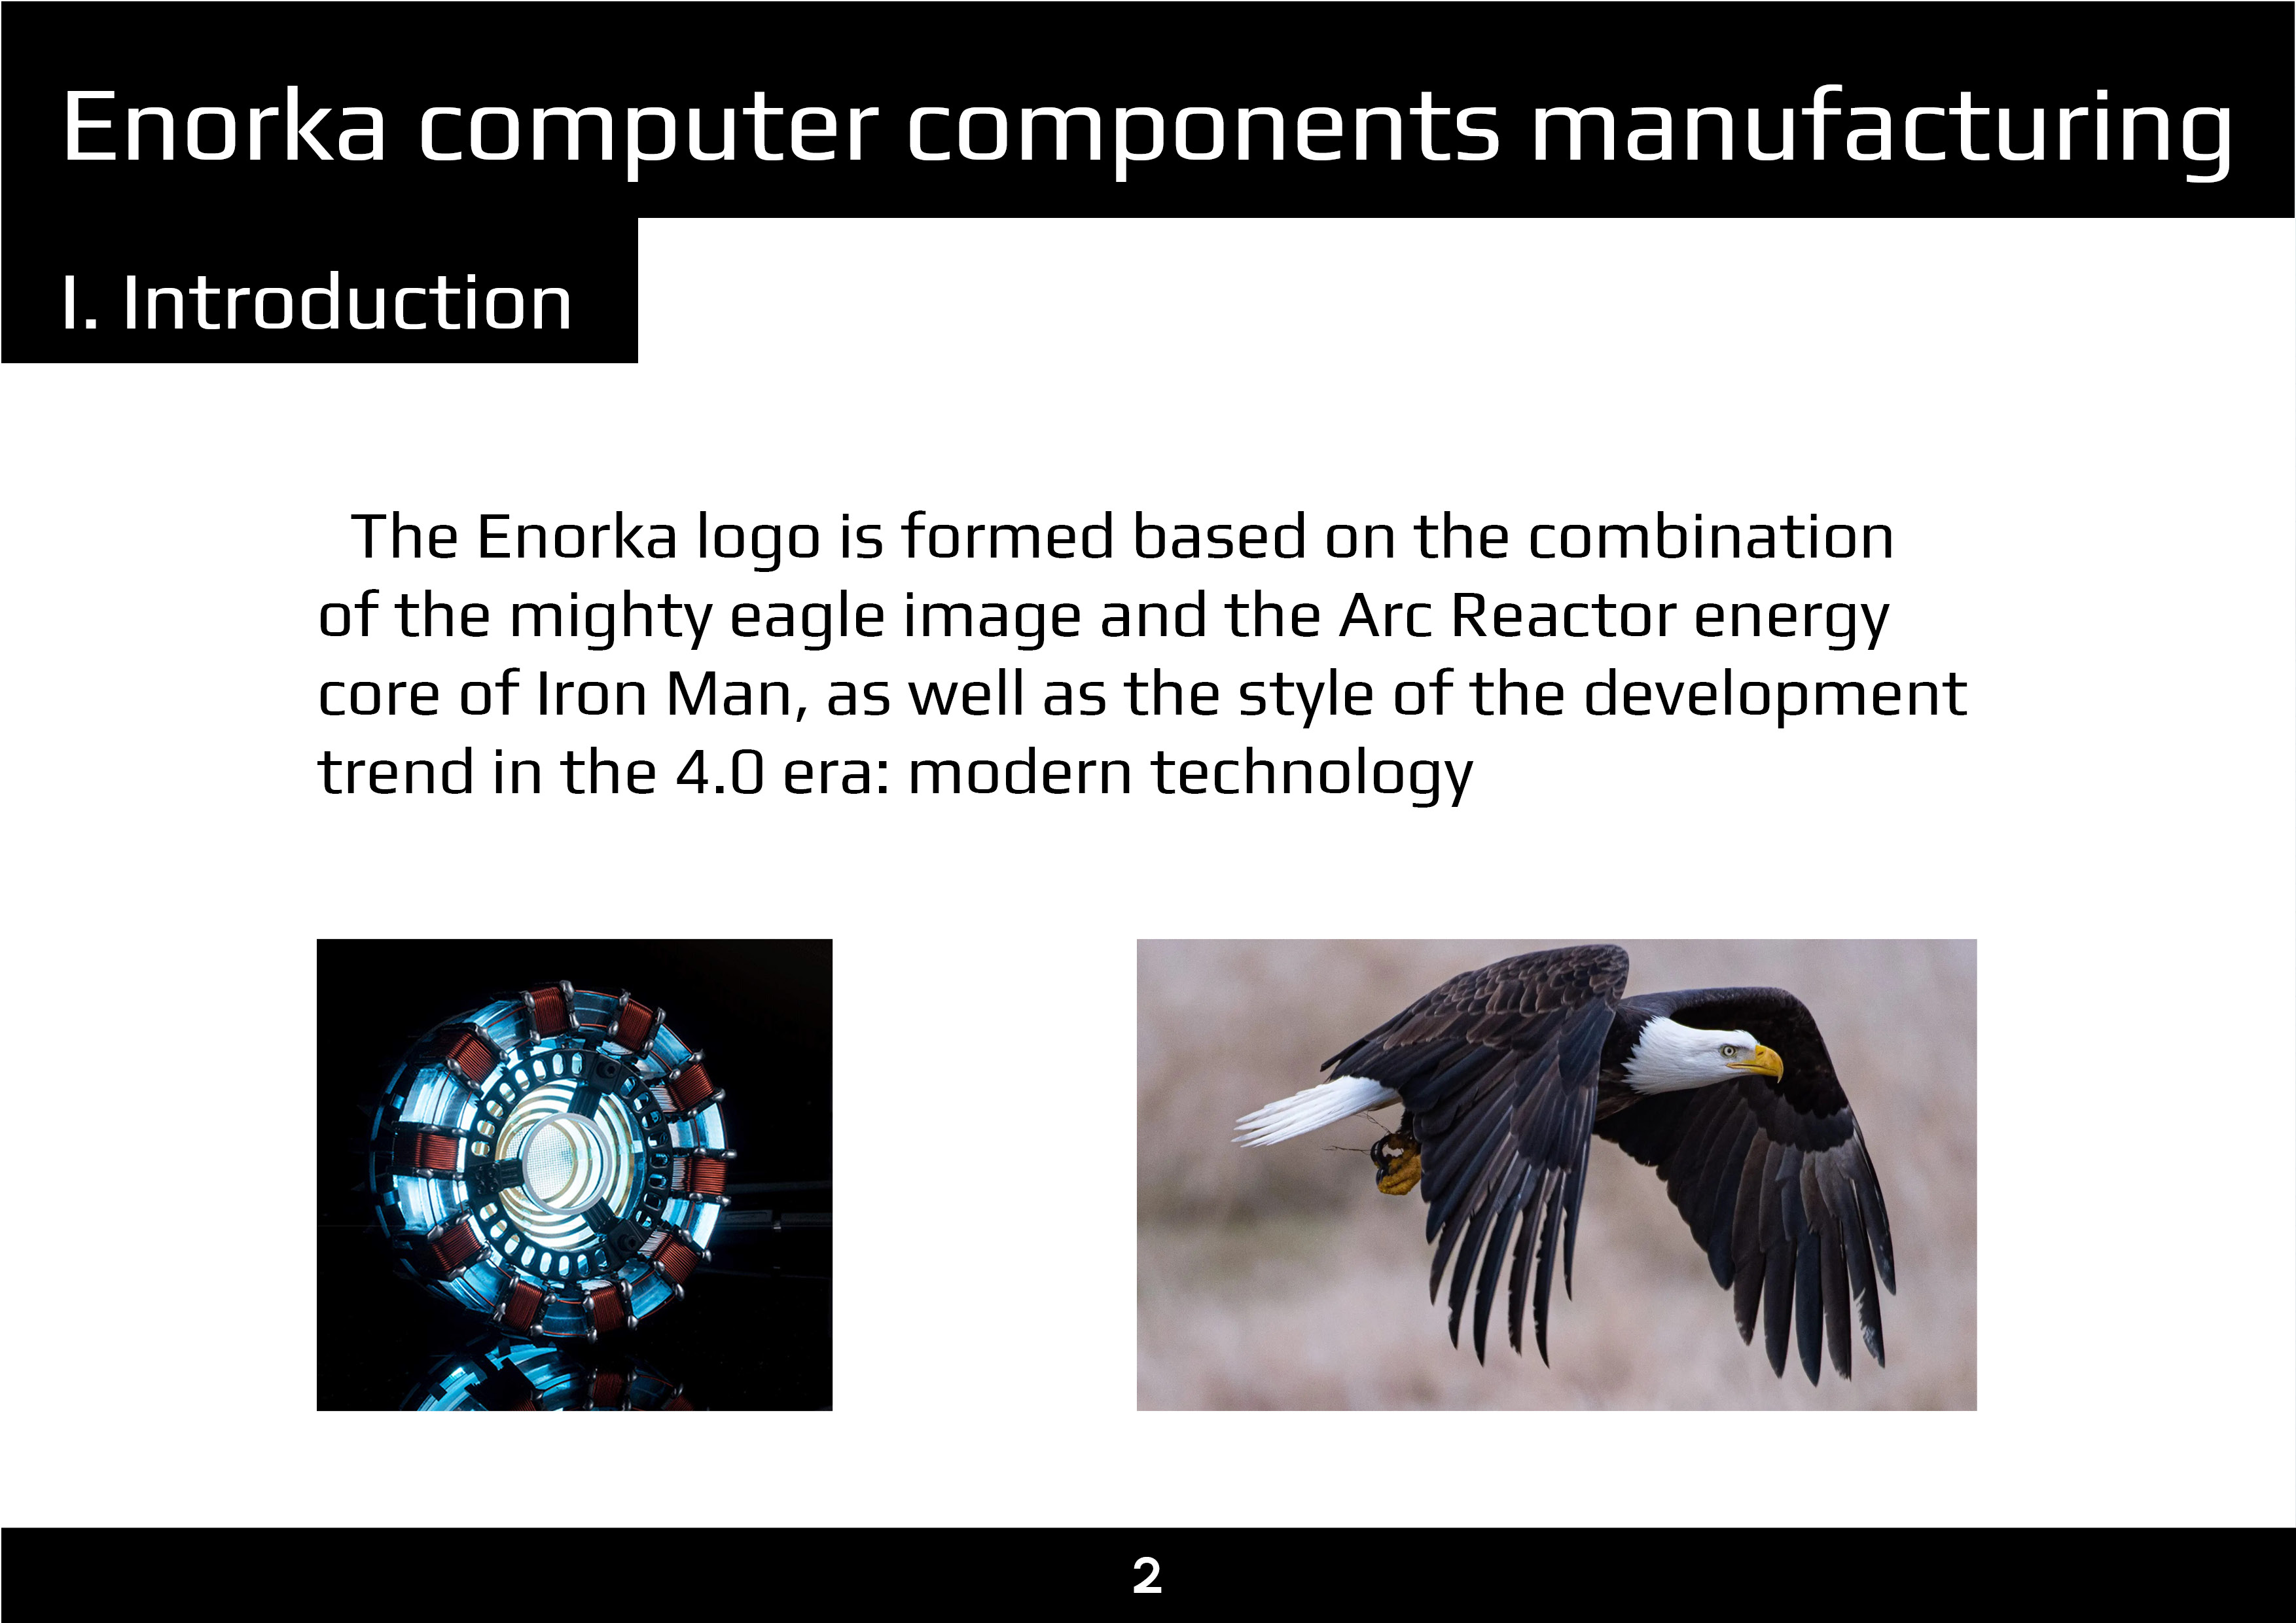 Enorka computer components manufacturing
I. Introduction
The Enorka logo is formed based on the combination
of the mighty eagle image and the Arc Reactor energy
core of Iron Man, as well as the style of the development
trend in the 4.0 era: modern technology
2